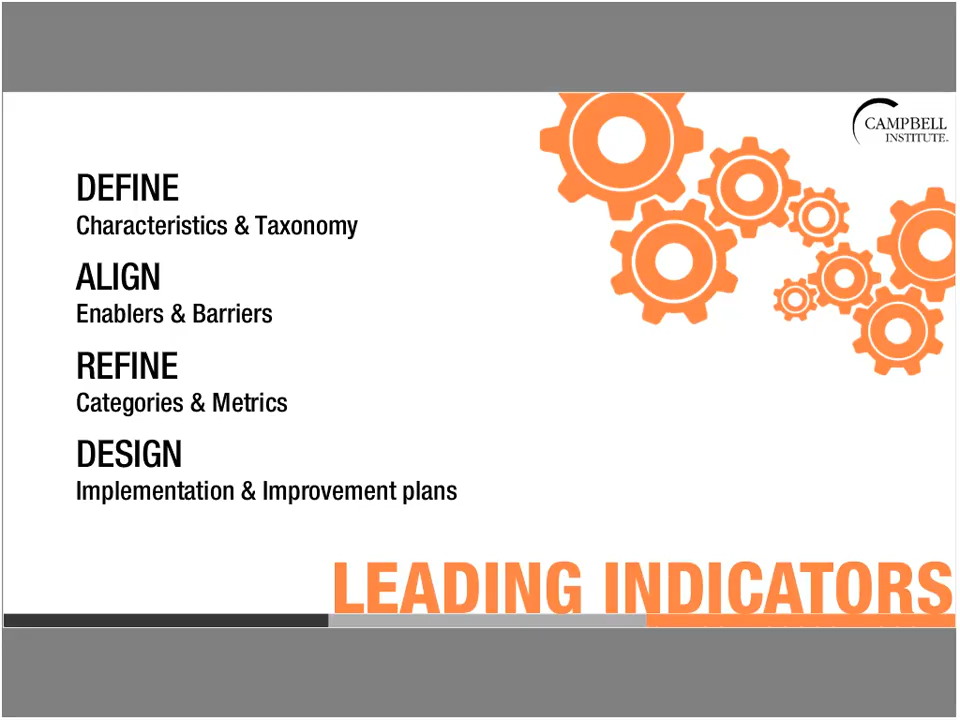 CAMPBELL
INSTITUTE
DEFINE
Characteristics & Taxonomy
ALIGN
Enablers & Barriers
REFINE
Categories & Metrics
DESIGN
Implementation & Improvement plans
LEADING INDICATORS